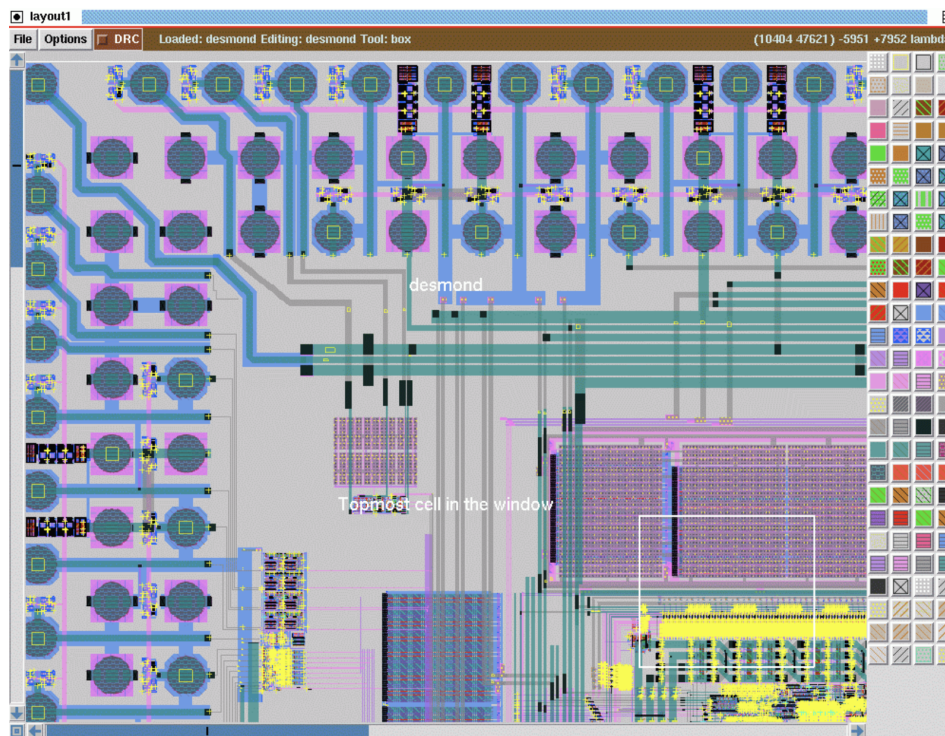 layout1
File Options DRC Loaded: desmond Editing: desmond Tool: box (10404 47621) -5951 +7952 lambda
desmond
Topmost cell in the window